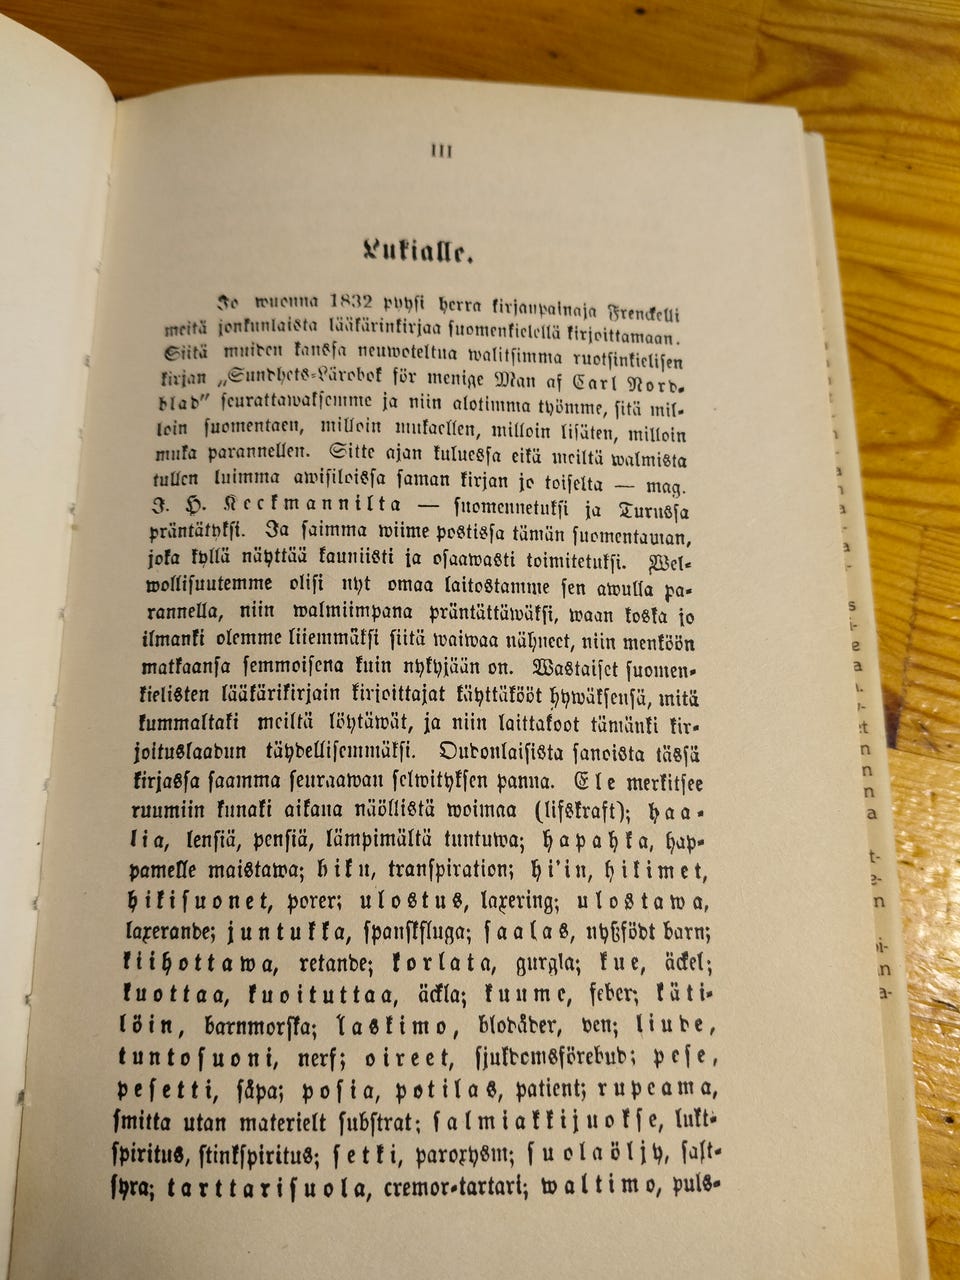 III
Lukialle.
Jo wuonna 1832 pyysi herra kirjanpainaja Frenckelli
meitä jonkunlaista lääkärinkirjaa suomenkielellä kirjoittamaan.
Siitä muiden kanssa neuwoteltua walitsimma ruotsinkielisen
kirjan „Sundhets-Lärobok för menige Man af Carl Nord-
blad” seurattawaksemme ja niin alotimma työmme, sitä mil-
loin suomentaen, milloin mukaellen, milloin lisäten, milloin
muka parannellen. Sitte ajan kuluessa eikä meiltä walmista
tullen luimma awisiloissa saman kirjan jo toiselta — mag.
J. H. Keckmannilta — suomennetuksi ja Turussa
präntätyksi. Ja saimma wiime postissa tämän suomentaman,
joka kyllä näyttää kauniisti ja osaawasti toimitetuksi. Wel-
wollisuutemme olisi nyt omaa laitostamme sen awulla pa-
rannella, niin walmiimpana präntättäwäksi, waan koska jo
ilmanki olemme liiemmäksi siitä waiwaa nähneet, niin menköön
matkaansa semmoisena kuin nykyjään on. Wastaiset suomen-
kielisten lääkärikirjain kirjoittajat käyttäkööt hywäksensä, mitä
kummaltaki meiltä löytäwät, ja niin laittakoot tämänki kir-
joituslaadun täydellisemmäksi. Oudonlaisista sanoista tässä
kirjassa saamma seuraawan selwityksen panna. Ele merkitsee
ruumiin kunaki aikana näöllistä woimaa (lifskraft); haa-
lia, lensiä, pensiä, lämpimältä tuntuwa; hapahka, hap-
pamelle maistawa; hiku, transpiration; hi'in, hikimet,
hikisuonet, porer; ulostus, laxering; ulostawa,
laxerande; juntukka, spanskfluga; saalas, nyßfödt barn;
kiihottawa, retande; korlata, gurgla; kue, äckel;
kuottaa, kuoituttaa, äckla; kuume, feber; käti-
löin, barnmorska; laskimo, blodåder, ven; liude,
tuntosuoni, nerf; oireet, sjukdomsförebud; pese,
pesetti, såpa; posia, potilas, patient; rupeama,
smitta utan materielt substrat; salmiakkijuokse, lukt-
spiritus, stinkspiritus; setki, paroxysm; suolaöljy, salt-
syra; tarttarisuola, cremor-tartari; waltimo, puls-